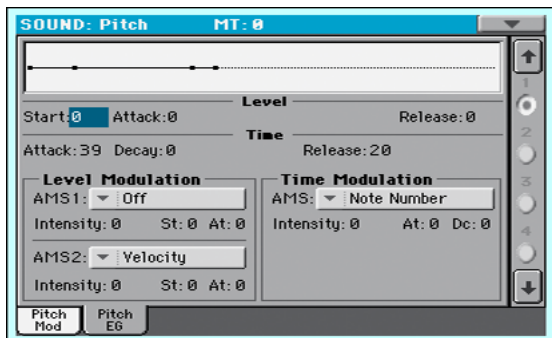 SOUND: Pitch MT: 0
Level
Start:0 Attack:0 Release:0
Time
Attack:39 Decay:0 Release:20
Level Modulation Time Modulation
AMS1: Off AMS: Note Number
Intensity:0 St:0 At:0 Intensity:0 At:0 Dc:0
AMS2: Velocity
Intensity:0 St:0 At:0
1
2
3
4
Pitch Mod Pitch EG